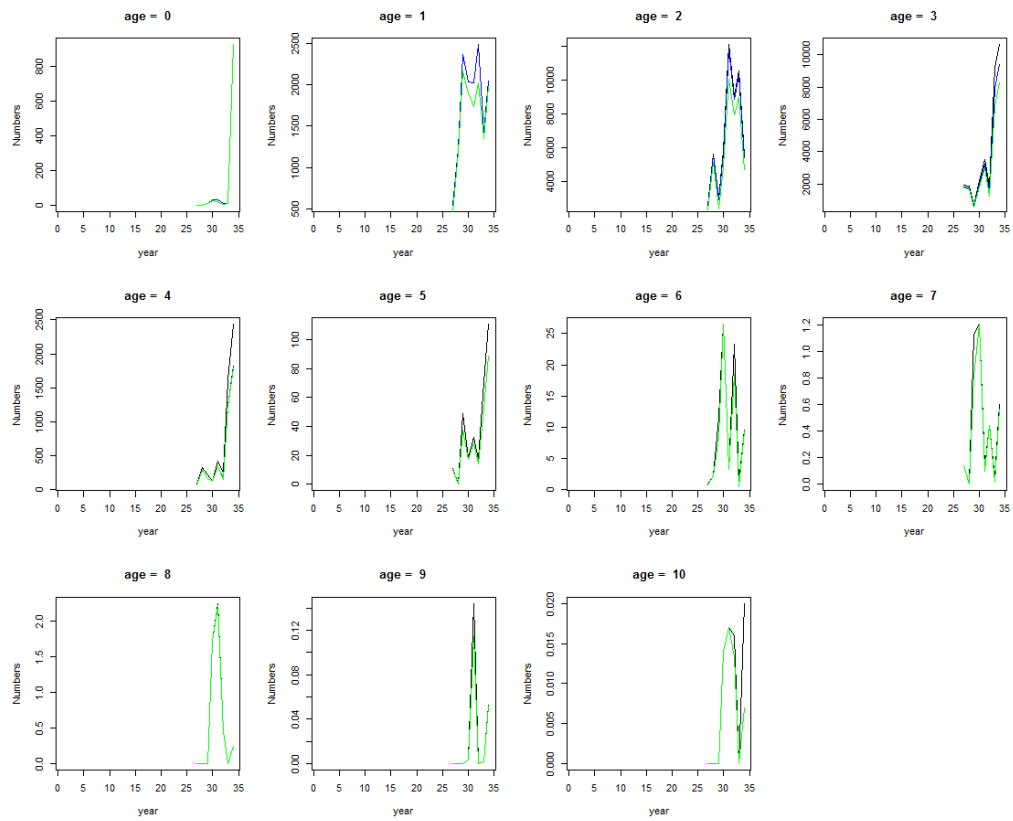 age = 0
Numbers
0 200 400 600 800
0 5 10 15 20 25 30 35
year
age = 1
Numbers
500 1000 1500 2000 2500
0 5 10 15 20 25 30 35
year
age = 2
Numbers
4000 6000 8000 10000
0 5 10 15 20 25 30 35
year
age = 3
Numbers
2000 4000 6000 8000 10000
0 5 10 15 20 25 30 35
year
age = 4
Numbers
0 500 1000 1500 2000 2500
0 5 10 15 20 25 30 35
year
age = 5
Numbers
0 20 40 60 80 100
0 5 10 15 20 25 30 35
year
age = 6
Numbers
0 5 10 15 20 25
0 5 10 15 20 25 30 35
year
age = 7
Numbers
0.0 0.2 0.4 0.6 0.8 1.0 1.2
0 5 10 15 20 25 30 35
year
age = 8
Numbers
0.0 0.5 1.0 1.5 2.0
0 5 10 15 20 25 30 35
year
age = 9
Numbers
0.00 0.04 0.08 0.12
0 5 10 15 20 25 30 35
year
age = 10
Numbers
0.000 0.005 0.010 0.015 0.020
0 5 10 15 20 25 30 35
year